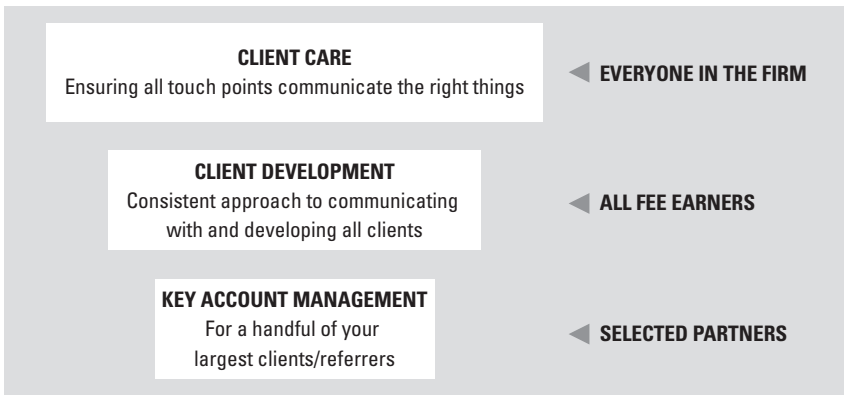 CLIENT CARE
Ensuring all touch points communicate the right things
EVERYONE IN THE FIRM
CLIENT DEVELOPMENT
Consistent approach to communicating
with and developing all clients
ALL FEE EARNERS
KEY ACCOUNT MANAGEMENT
For a handful of your
largest clients/referrers
SELECTED PARTNERS